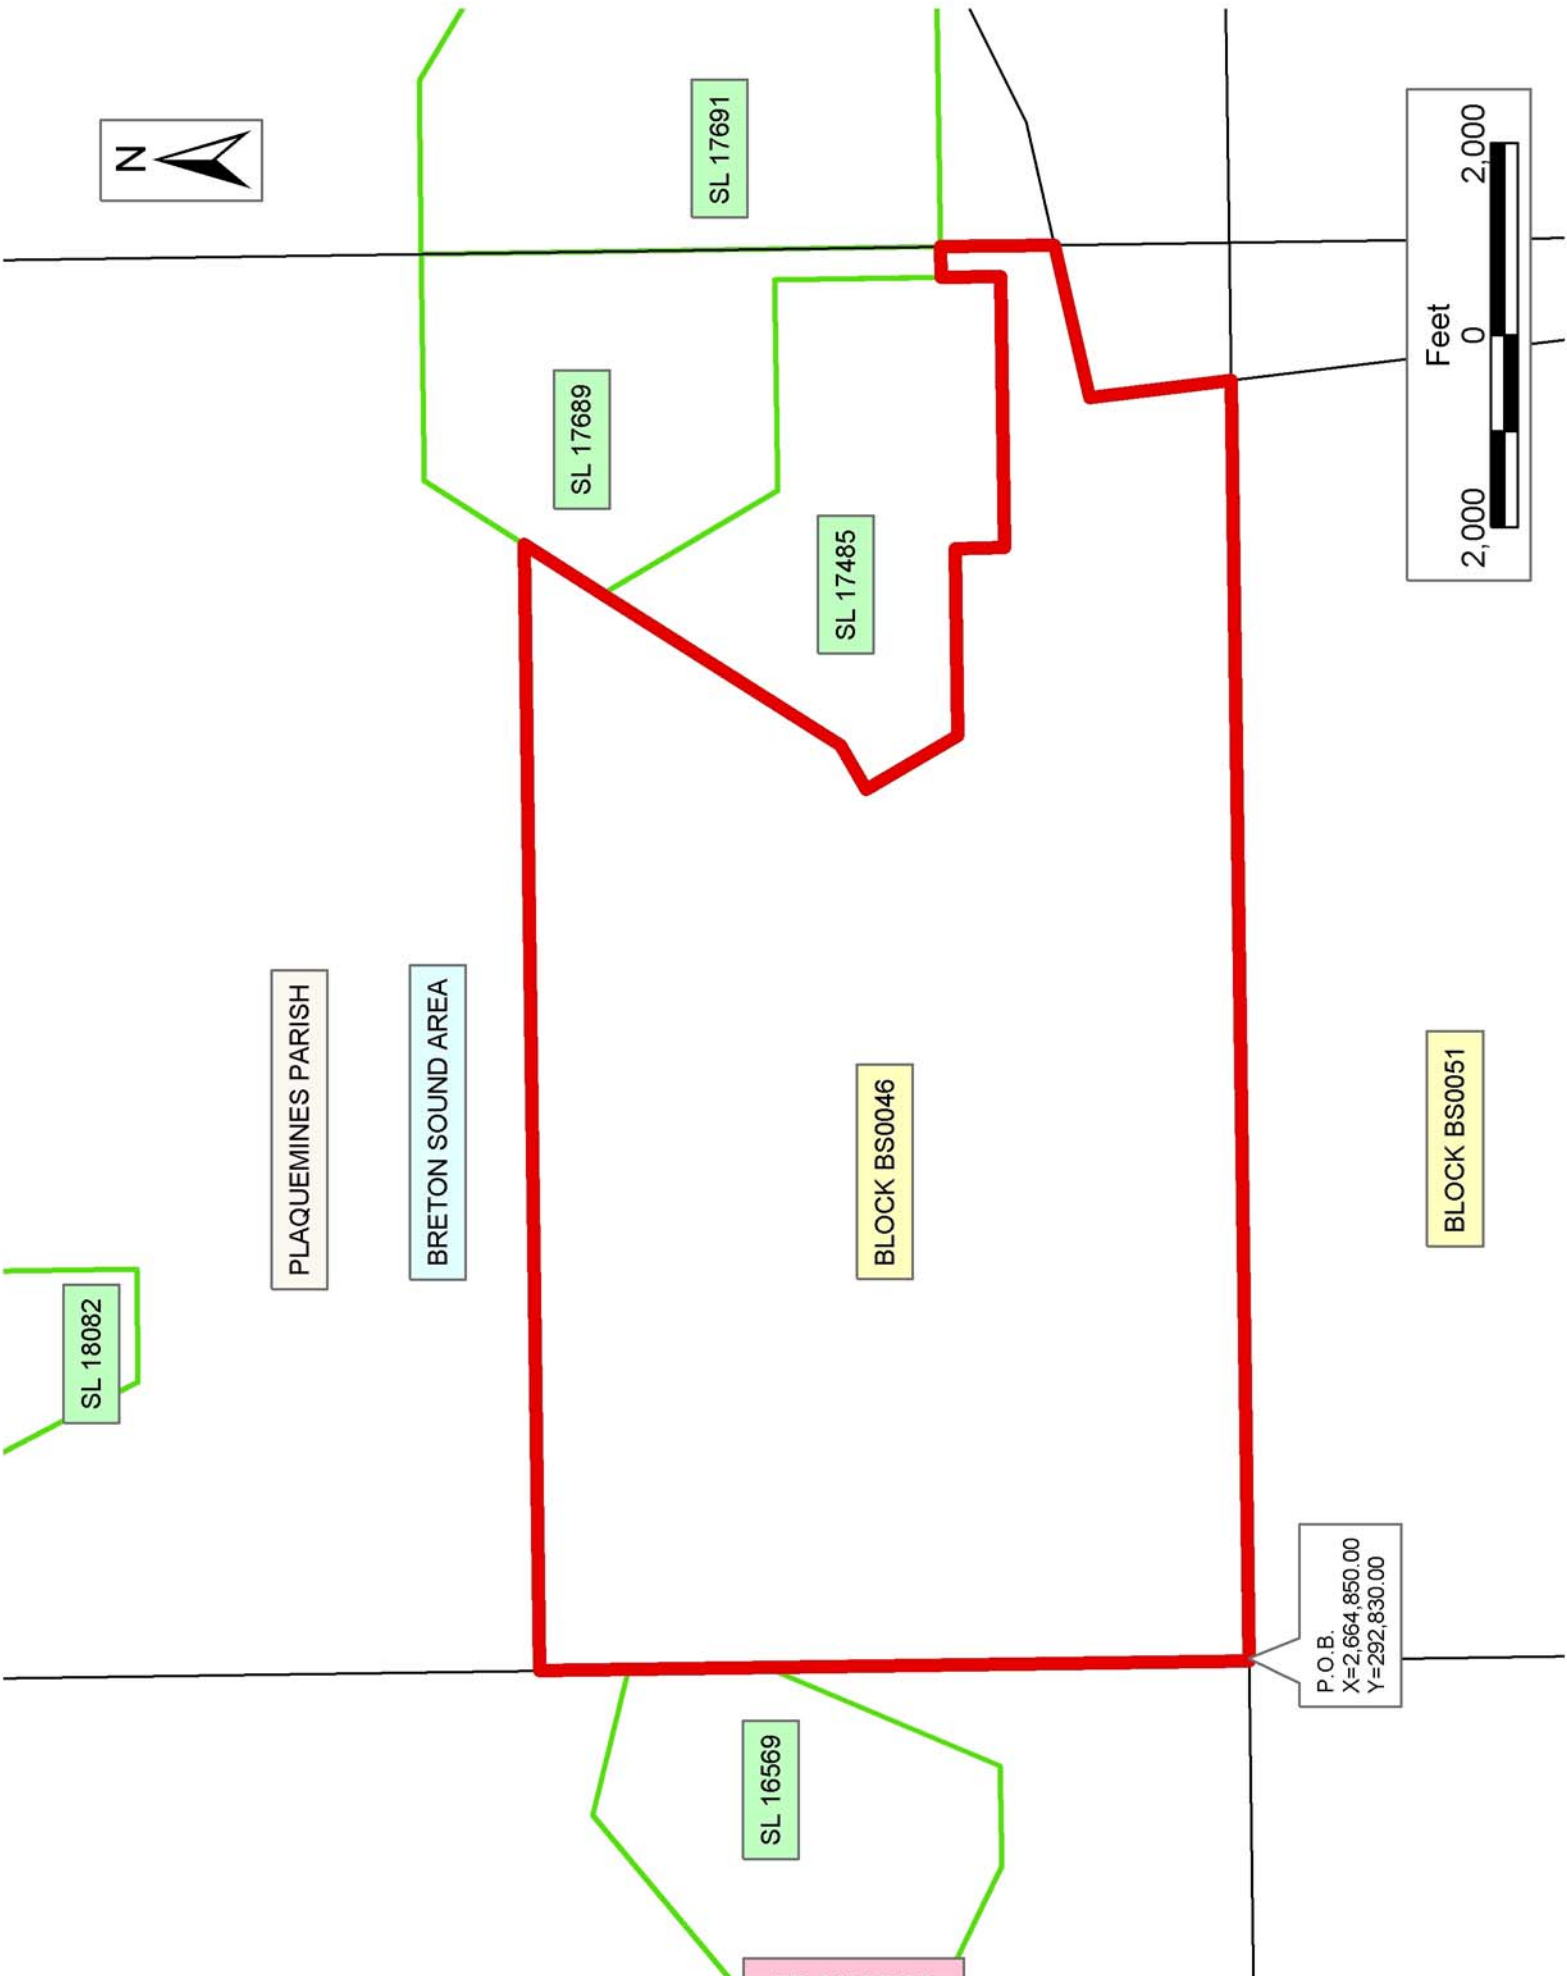 N
SL 18082
PLAQUEMINES PARISH
BRETON SOUND AREA
SL 17689
SL 17691
SL 16569
SL 17485
BLOCK BS0046
P.O.B.
X=2,664,850.00
Y=292,830.00
BLOCK BS0051
Feet
2,000
0
2,000